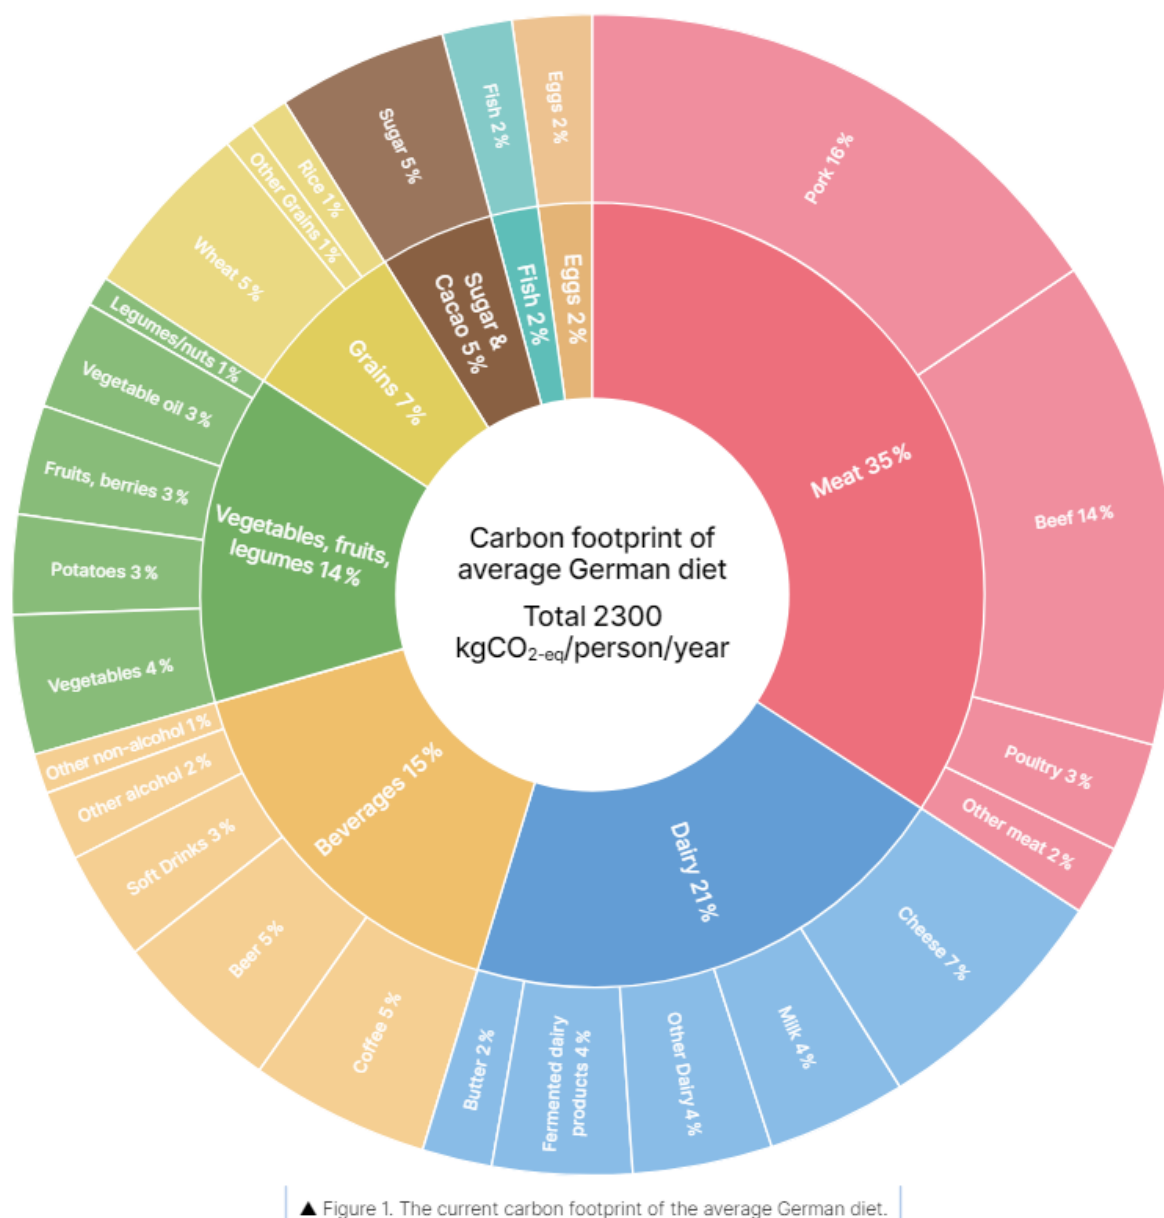 Carbon footprint of
average German diet
Total 2300
kgCO₂₋eq/person/year
Meat 35%
Pork 16%
Beef 14%
Poultry 3%
Other meat 2%
Dairy 21%
Cheese 7%
Milk 4%
Other Dairy 4%
Fermented dairy
products 4%
Butter 2%
Beverages 15%
Coffee 5%
Beer 5%
Soft Drinks 3%
Other alcohol 2%
Other non-alcohol 1%
Vegetables, fruits,
legumes 14%
Vegetables 4%
Potatoes 3%
Fruits, berries 3%
Vegetable oil 3%
Legumes/nuts 1%
Grains 7%
Wheat 5%
Other Grains 1%
Rice 1%
Sugar &
Cacao 5%
Sugar 5%
Fish 2%
Fish 2%
Eggs 2%
Eggs 2%
▲ Figure 1. The current carbon footprint of the average German diet.